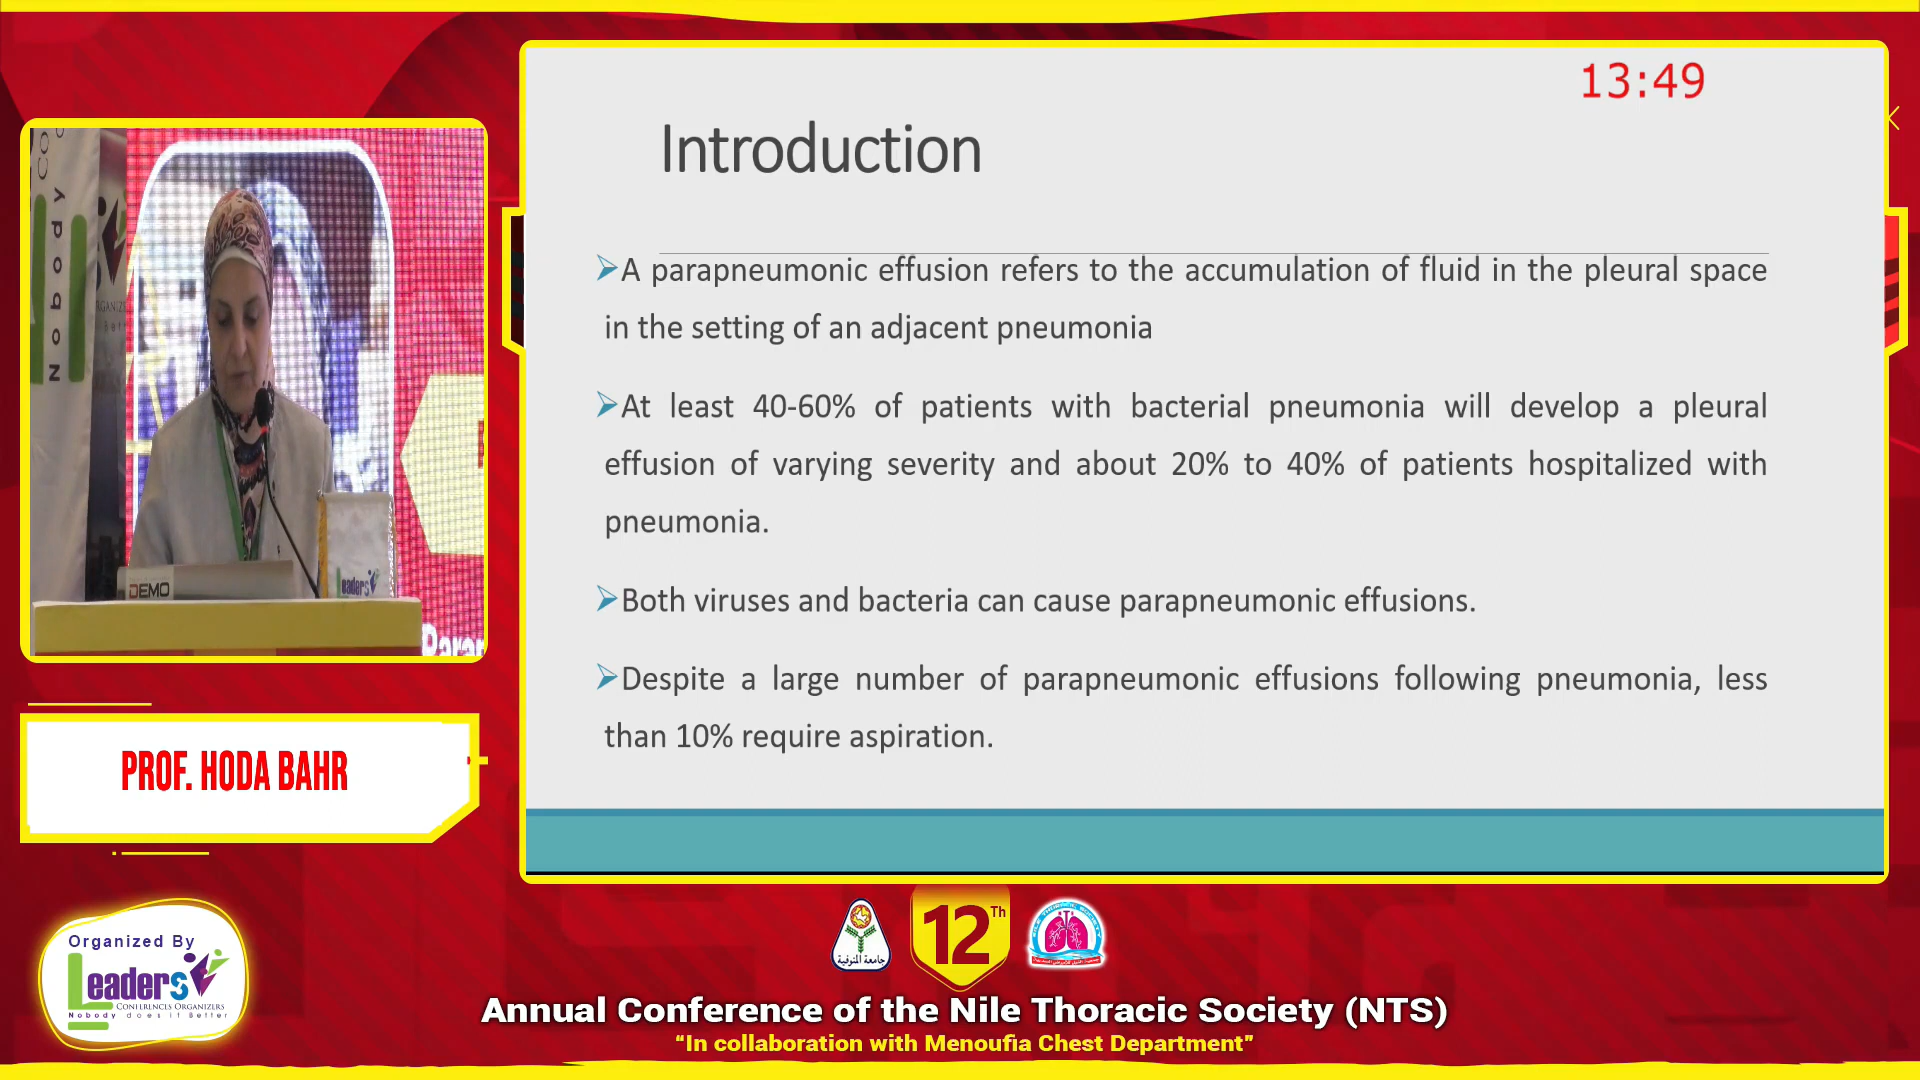 13:49
Introduction
➢A parapneumonic effusion refers to the accumulation of fluid in the pleural space
in the setting of an adjacent pneumonia
➢At least 40-60% of patients with bacterial pneumonia will develop a pleural
effusion of varying severity and about 20% to 40% of patients hospitalized with
pneumonia.
➢Both viruses and bacteria can cause parapneumonic effusions.
➢Despite a large number of parapneumonic effusions following pneumonia, less
than 10% require aspiration.
Nobody
DEMO
Leaders
PROF. HODA BAHR
Organized By
Leaders
CONFERENCES ORGANIZERS
Nobody does it Better
جامعة المنوفية
12Th
Annual Conference of the Nile Thoracic Society (NTS)
“In collaboration with Menoufia Chest Department”